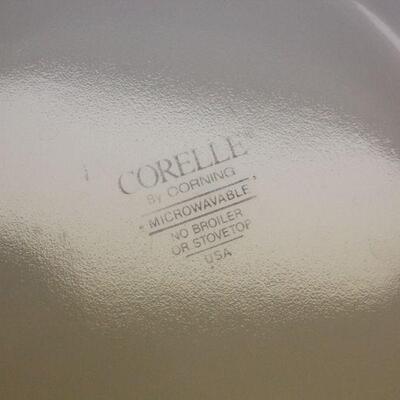 CORELLE®
By CORNING
• MICROWAVABLE •
NO BROILER
OR STOVETOP
• USA •